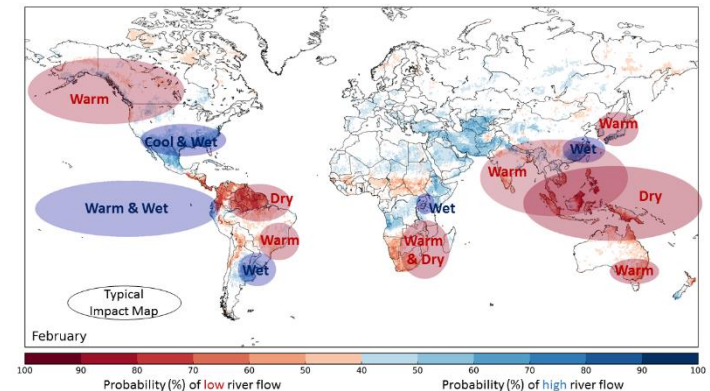 Warm
Warm
Cool & Wet
Wet
Warm
Warm & Wet
Dry
Wet
Dry
Warm
Warm
& Dry
Wet
Warm
Typical
Impact Map
February
100 90 80 70 60 50 40 50 60 70 80 90 100
Probability (%) of low river flow Probability (%) of high river flow